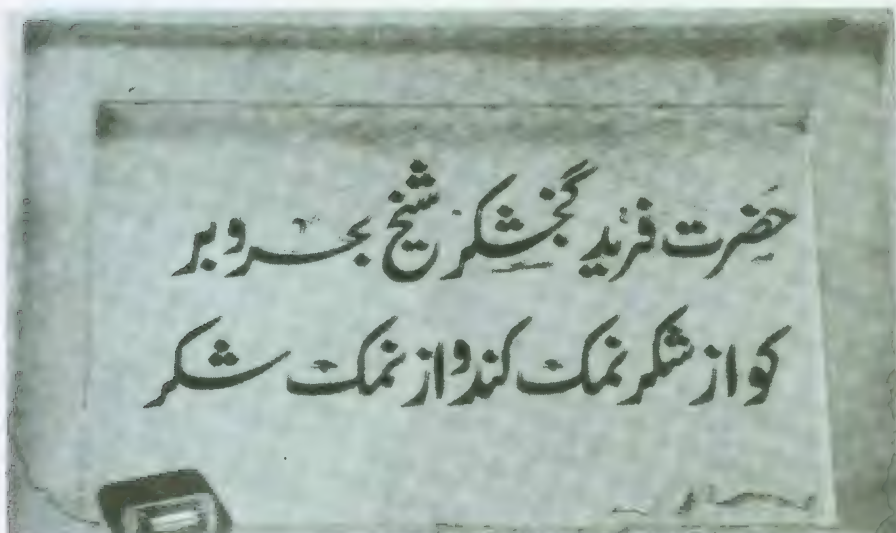 حضرت فرید گنجشکر شیخ بحر و بر
کو از شکر نمک کند و از نمک شکر